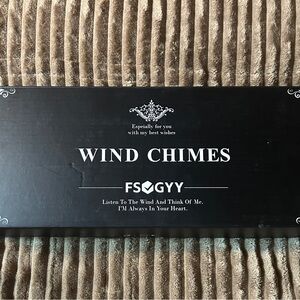 Especially for you
with my best wishes
WIND CHIMES
FSOGYY
Listen To The Wind And Think Of Me.
I'M Always In Your Heart.